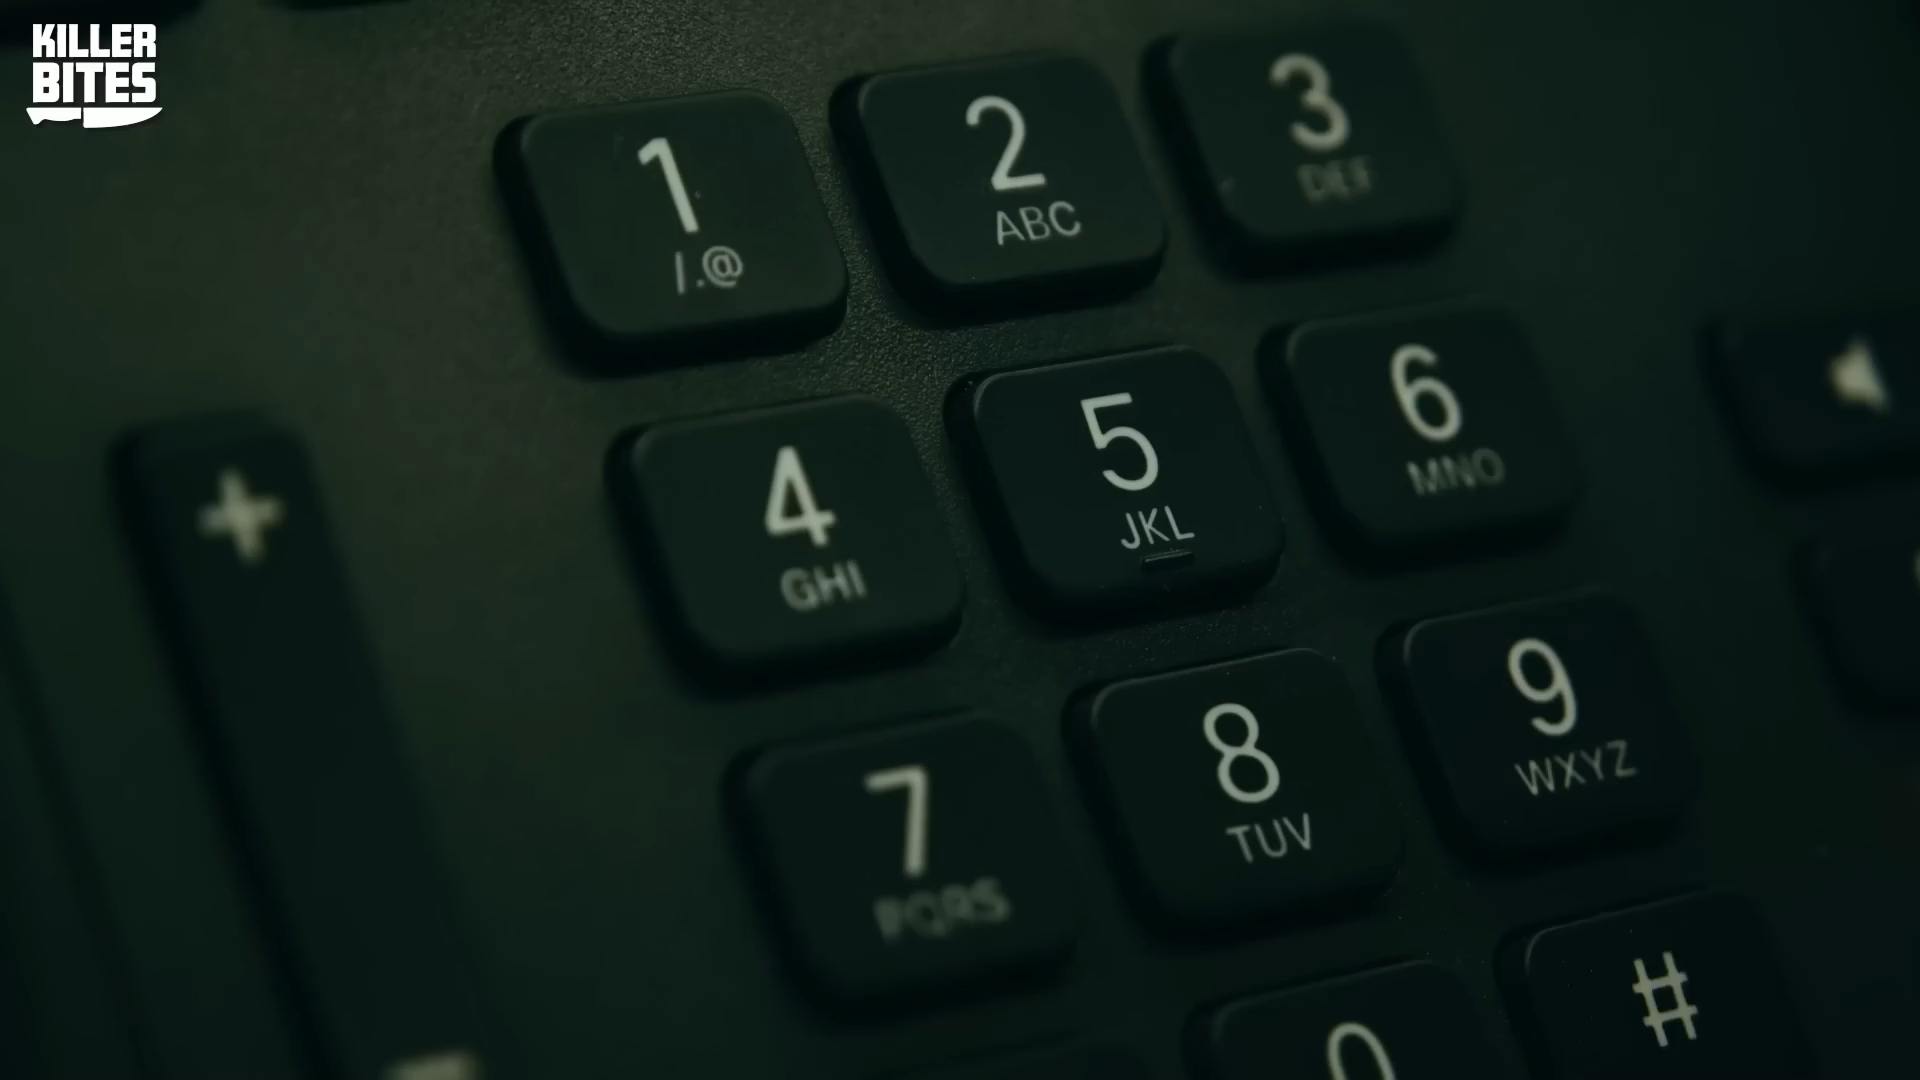 KILLER
BITES
1
/.@
2
ABC
3
DEF
4
GHI
5
JKL
6
MNO
7
PQRS
8
TUV
9
WXYZ
0
#
+